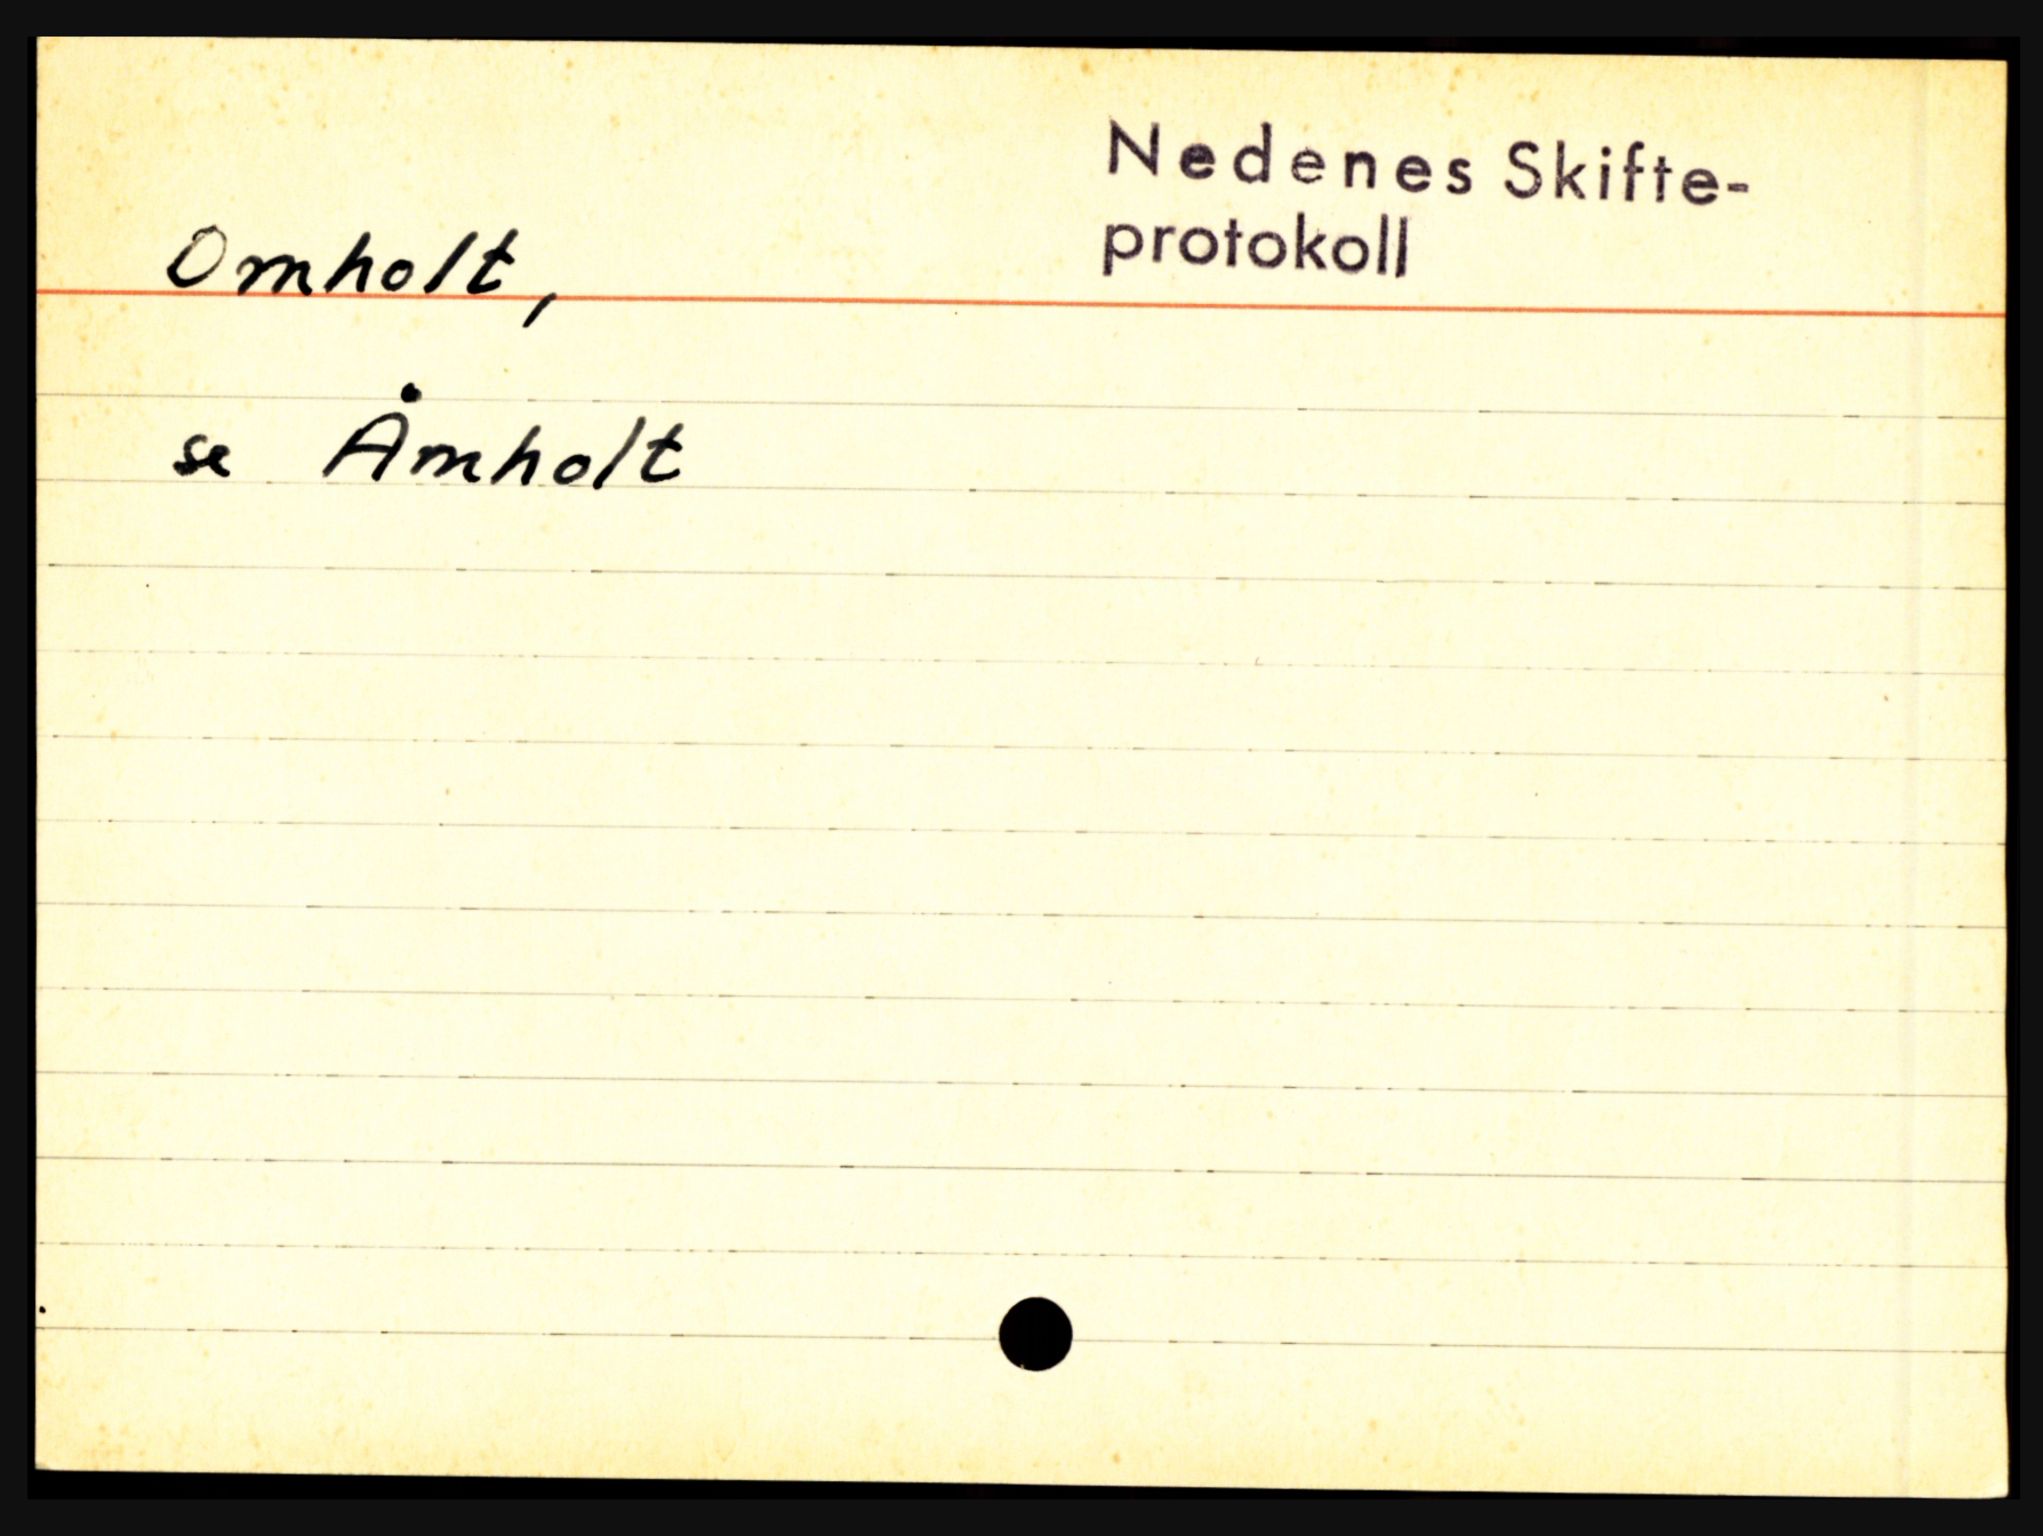 Nedenes Skifte-
protokoll
Omholt,
se Åmholt